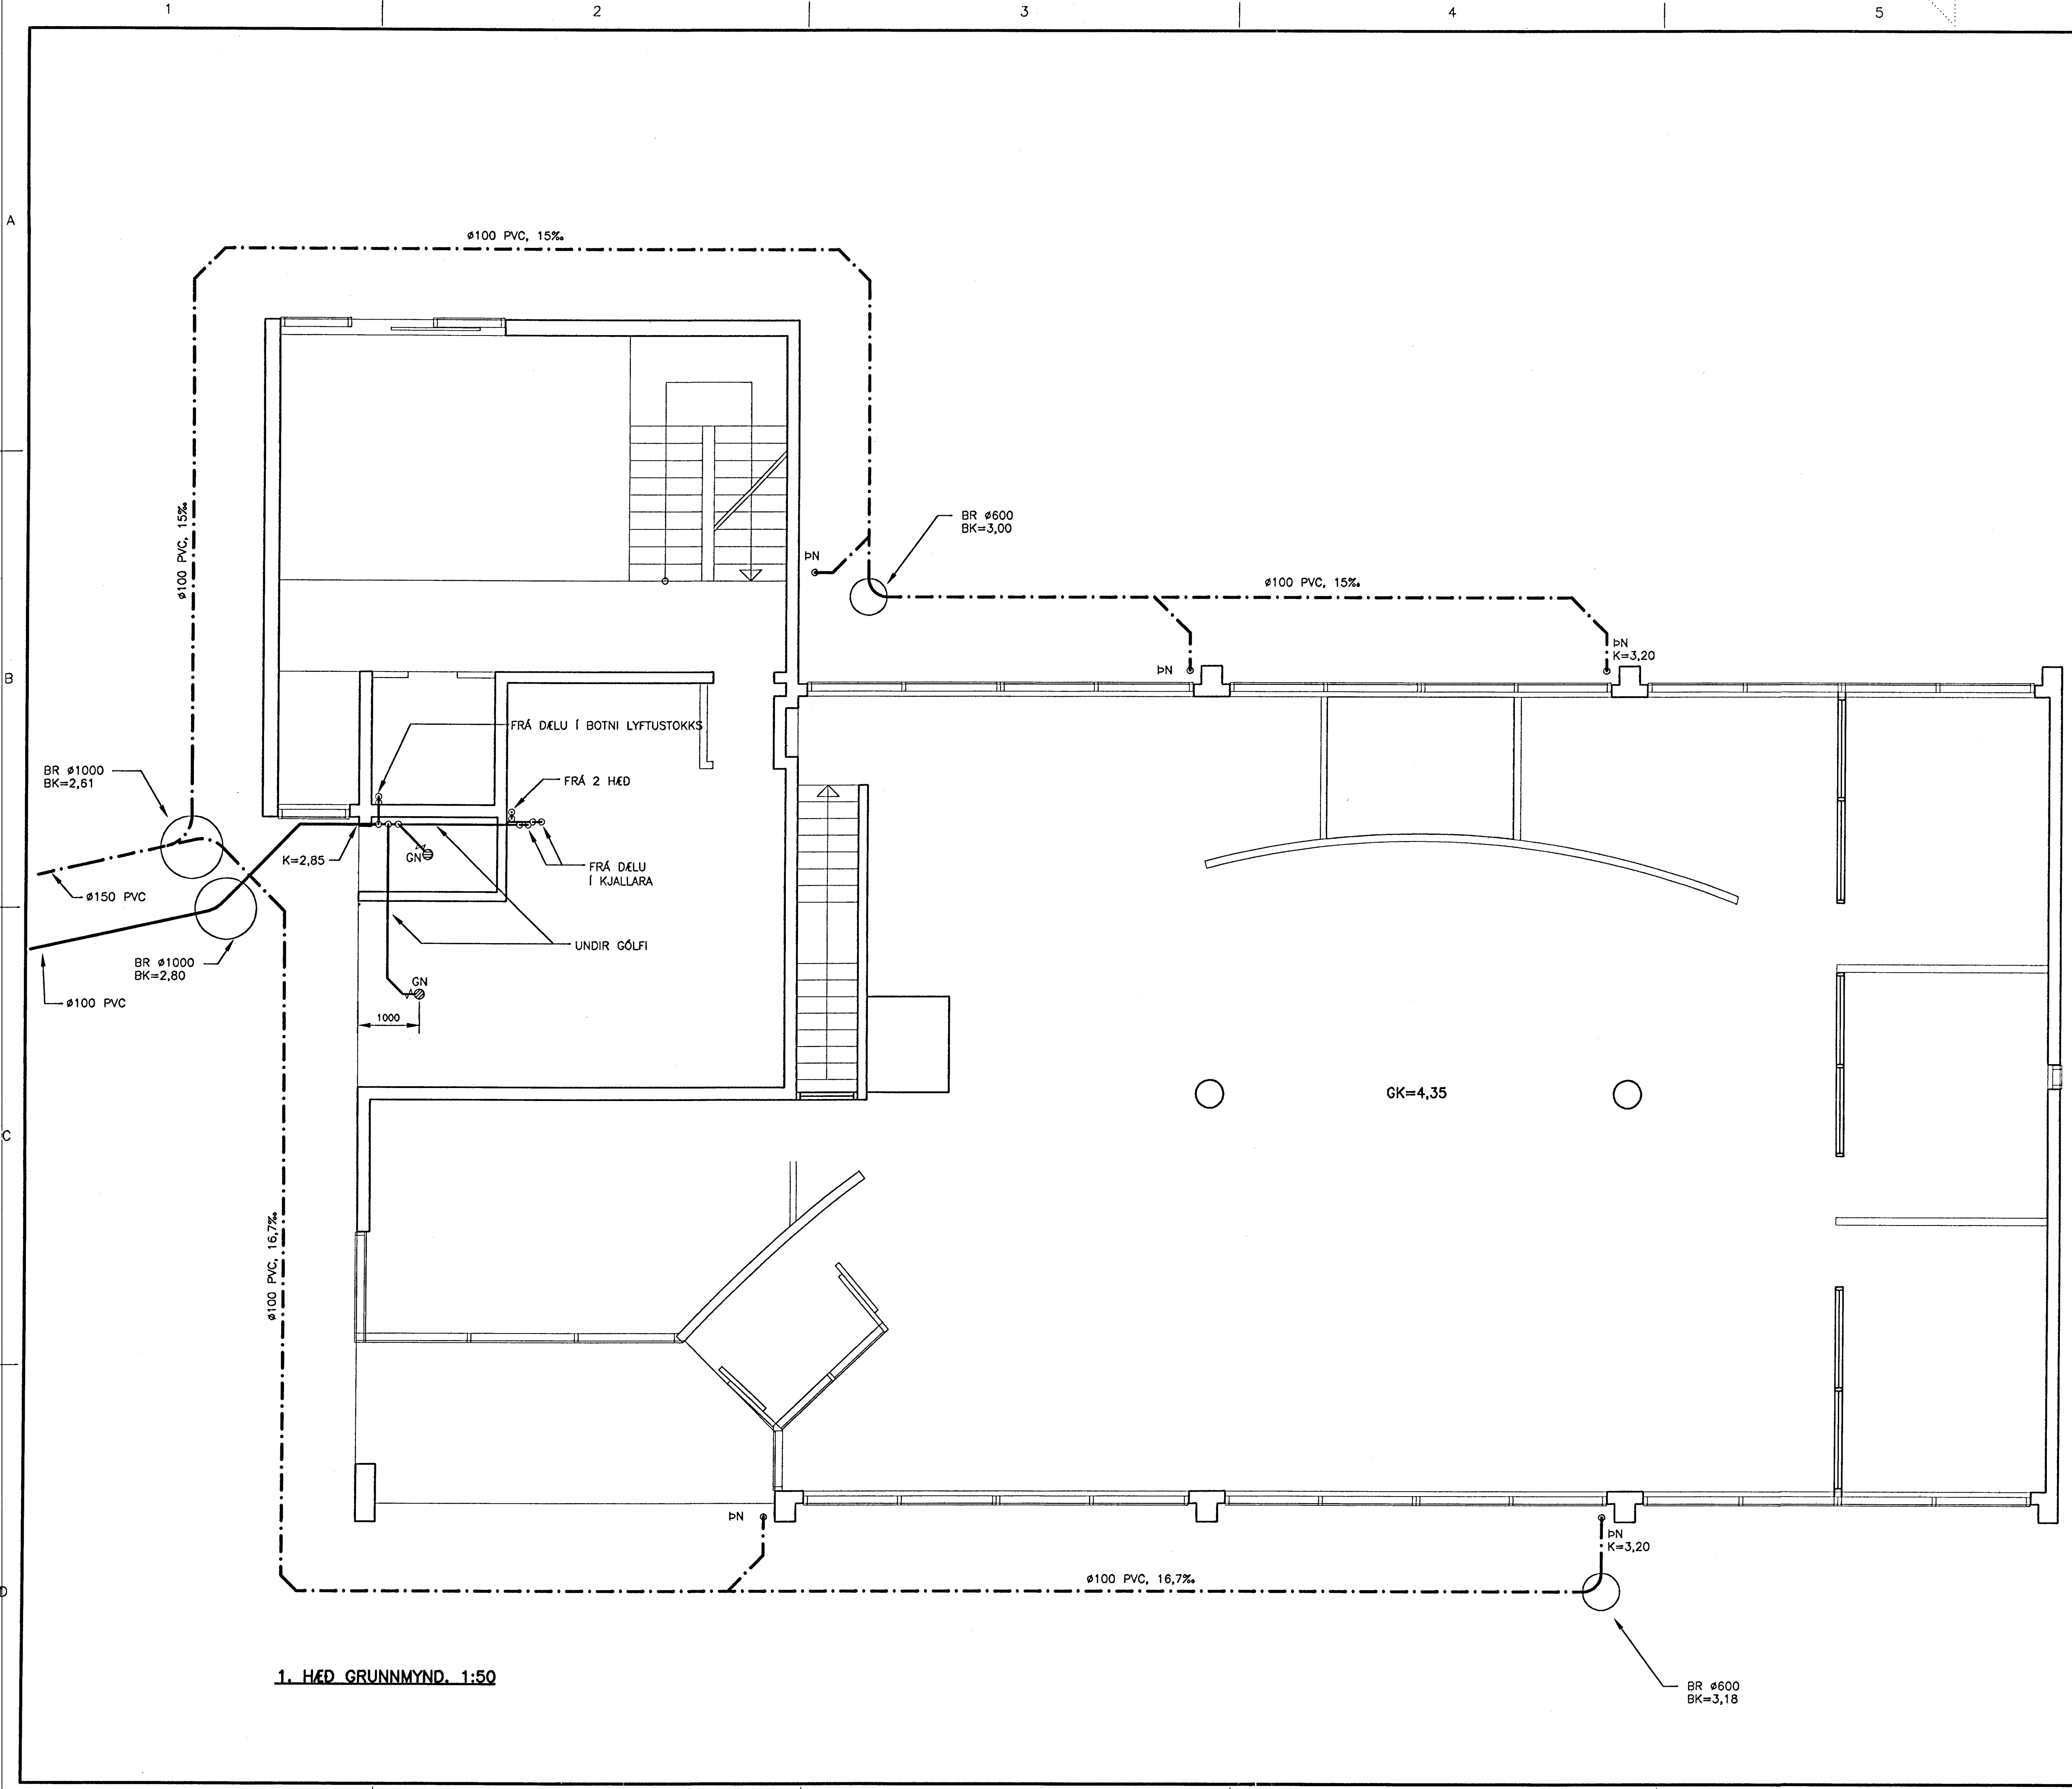 1
2
3
4
5
A
ø100 PVC, 15‰
ø100 PVC, 15‰
BR ø600
BK=3,00
ÞN
ø100 PVC, 15‰
ÞN
K=3,20
ÞN
B
FRÁ DÆLU Í BOTNI LYFTUSTOKKS
BR ø1000
BK=2,61
FRÁ 2 HÆÐ
K=2,85
GN
FRÁ DÆLU
Í KJALLARA
ø150 PVC
UNDIR GÓLFI
BR ø1000
BK=2,80
GN
ø100 PVC
1000
GK=4,35
C
ø100 PVC, 16,7‰
ÞN
ÞN
K=3,20
ø100 PVC, 16,7‰
D
1. HÆÐ GRUNNMYND. 1:50
BR ø600
BK=3,18